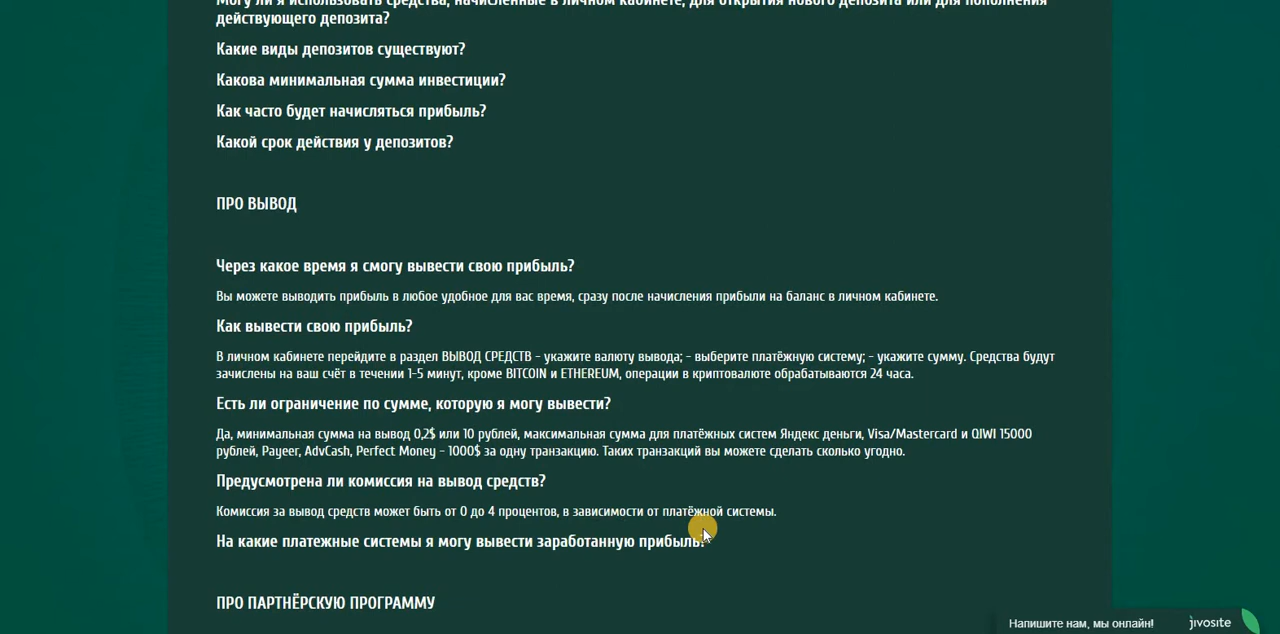 Могу ли я использовать средства, начисленные в личном кабинете, для открытия нового депозита или для пополнения
действующего депозита?
Какие виды депозитов существуют?
Какова минимальная сумма инвестиции?
Как часто будет начисляться прибыль?
Какой срок действия у депозитов?
ПРО ВЫВОД
Через какое время я смогу вывести свою прибыль?
Вы можете выводить прибыль в любое удобное для вас время, сразу после начисления прибыли на баланс в личном кабинете.
Как вывести свою прибыль?
В личном кабинете перейдите в раздел ВЫВОД СРЕДСТВ - укажите валюту вывода; - выберите платёжную систему; - укажите сумму. Средства будут
зачислены на ваш счёт в течении 1-5 минут, кроме BITCOIN и ETHEREUM, операции в криптовалюте обрабатываются 24 часа.
Есть ли ограничение по сумме, которую я могу вывести?
Да, минимальная сумма на вывод 0,2$ или 10 рублей, максимальная сумма для платёжных систем Яндекс деньги, Visa/Mastercard и QIWI 15000
рублей, Payeer, AdvCash, Perfect Money - 1000$ за одну транзакцию. Таких транзакций вы можете сделать сколько угодно.
Предусмотрена ли комиссия на вывод средств?
Комиссия за вывод средств может быть от 0 до 4 процентов, в зависимости от платёжной системы.
На какие платежные системы я могу вывести заработанную прибыль?
ПРО ПАРТНЁРСКУЮ ПРОГРАММУ
Напишите нам, мы онлайн! jivosite